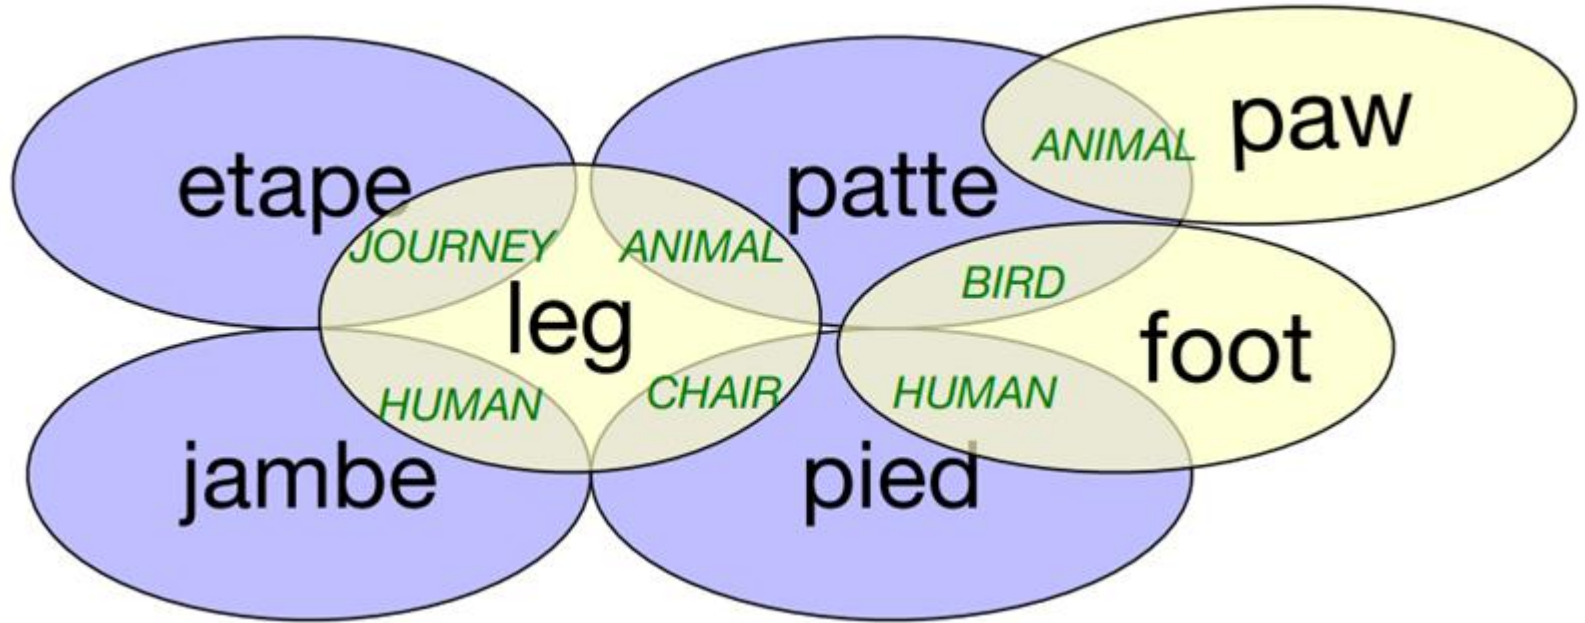 paw
ANIMAL
etape
patte
JOURNEY
ANIMAL
BIRD
leg
foot
HUMAN
CHAIR
HUMAN
jambe
pied